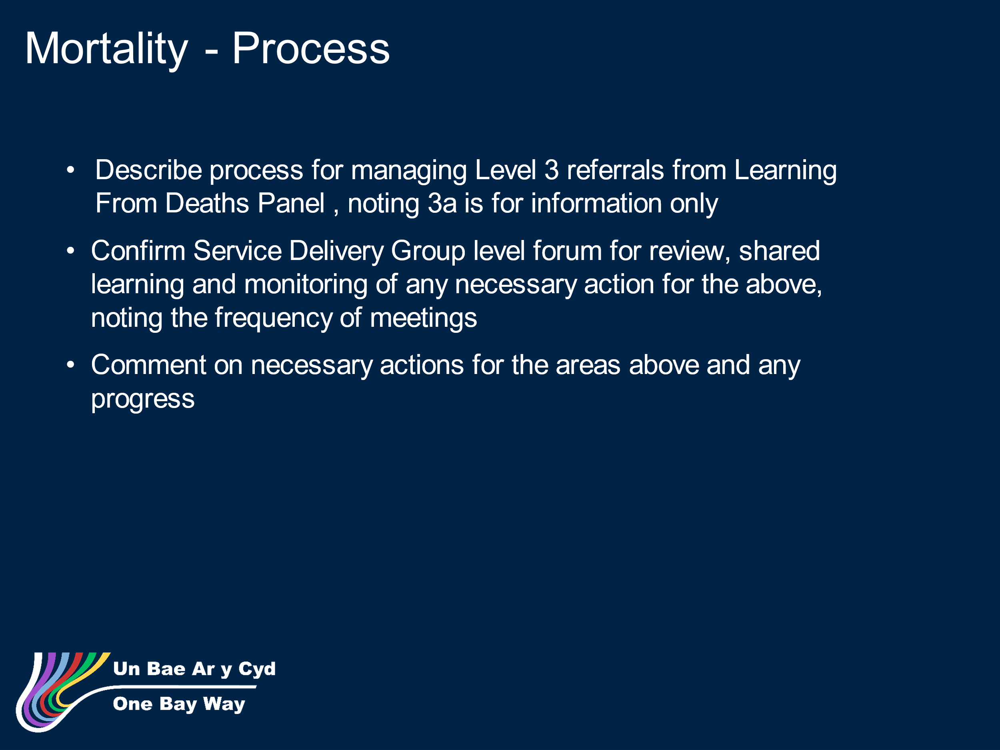 Mortality - Process
• Describe process for managing Level 3 referrals from Learning
From Deaths Panel , noting 3a is for information only
• Confirm Service Delivery Group level forum for review, shared
learning and monitoring of any necessary action for the above,
noting the frequency of meetings
• Comment on necessary actions for the areas above and any
progress
Un Bae Ar y Cyd
One Bay Way